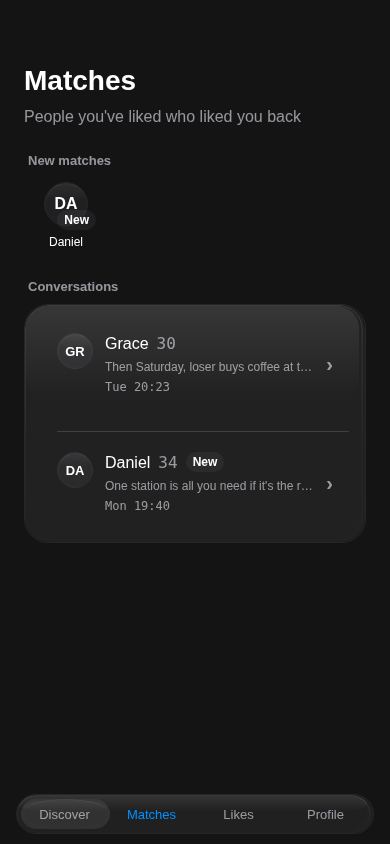 Matches
People you've liked who liked you back
New matches
DA
New
Daniel
Conversations
GR
Grace 30
Then Saturday, loser buys coffee at t…
Tue 20:23
›
DA
Daniel 34 New
One station is all you need if it's the r…
Mon 19:40
›
Discover Matches Likes Profile